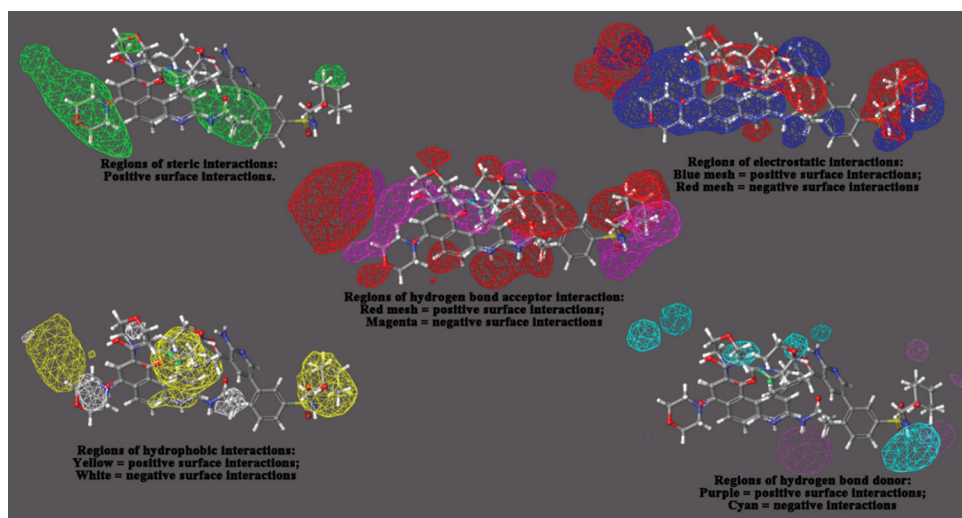 Regions of steric interactions:
Positive surface interactions.
Regions of electrostatic interactions:
Blue mesh = positive surface interactions;
Red mesh = negative surface interactions
Regions of hydrogen bond acceptor interaction:
Red mesh = positive surface interactions;
Magenta = negative surface interactions
Regions of hydrophobic interactions:
Yellow = positive surface interactions;
White = negative surface interactions
Regions of hydrogen bond donor:
Purple = positive surface interactions;
Cyan = negative interactions